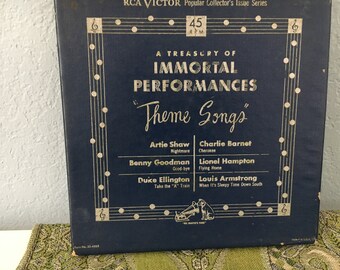 RCA VICTOR Popular Collector's Issue Series
45
RPM
A TREASURY OF
IMMORTAL
PERFORMANCES
"Theme Songs"
Artie Shaw
Nightmare
Charlie Barnet
Cherokee
Benny Goodman
Good-bye
Lionel Hampton
Flying Home
Duke Ellington
Take the "A" Train
Louis Armstrong
When It's Sleepy Time Down South